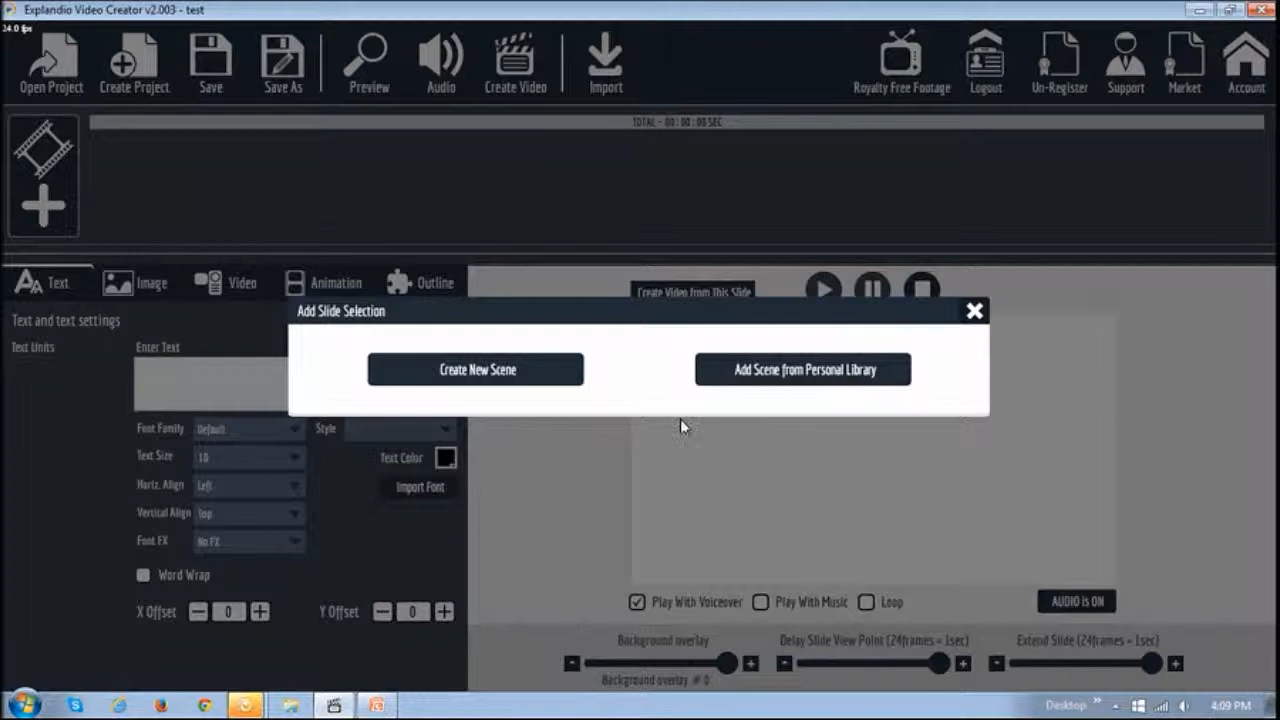 Explandio Video Creator v2.003 - test
24.0 fps
Open Project
Create Project
Save
Save As
Preview
Audio
Create Video
Import
Royalty Free Footage
Logout
Un-Register
Support
Market
Account
TOTAL - 00 : 00 : 00 SEC
Text
Image
Video
Animation
Outline
Create Video from This Slide
Add Slide Selection
Text and text settings
Text Units
Enter Text
Create New Scene
Add Scene from Personal Library
Font Family
Default
Style
Text Size
10
Text Color
Horiz. Align
Left
Import Font
Vertical Align
Top
Font FX
No FX
Word Wrap
X Offset
0
Y Offset
0
Play With Voiceover
Play With Music
Loop
AUDIO is ON
Background overlay
Delay Slide View Point (24frames = 1sec)
Extend Slide (24frames = 1sec)
Background overlay # 0
Desktop
4:09 PM